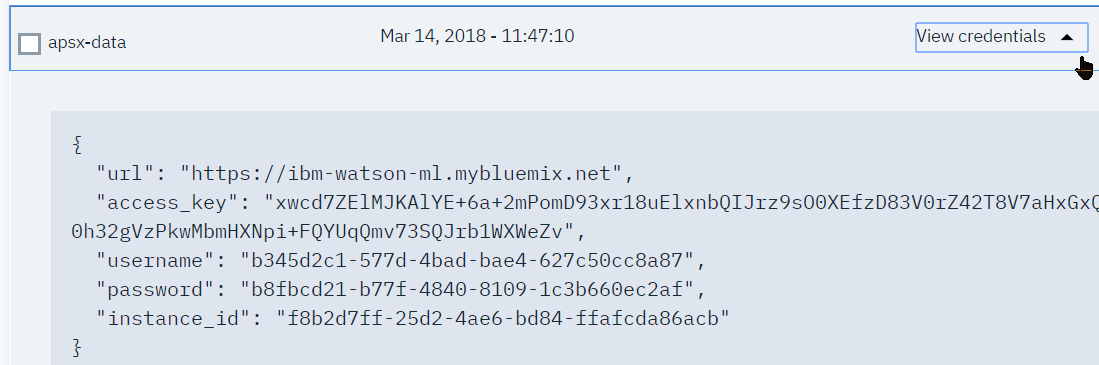 apsx-data Mar 14, 2018 - 11:47:10 View credentials
{
"url": "https://ibm-watson-ml.mybluemix.net",
"access_key": "xwcd7ZElMJKAlYE+6a+2mPomD93xr18uElxnbQIJrz9sO0XEfzD83V0rZ42T8V7aHxGxQ
0h32gVzPkwMbmHXNpi+FQYUqQmv73SQJrb1WXWeZv",
"username": "b345d2c1-577d-4bad-bae4-627c50cc8a87",
"password": "b8fbcd21-b77f-4840-8109-1c3b660ec2af",
"instance_id": "f8b2d7ff-25d2-4ae6-bd84-ffafcda86acb"
}